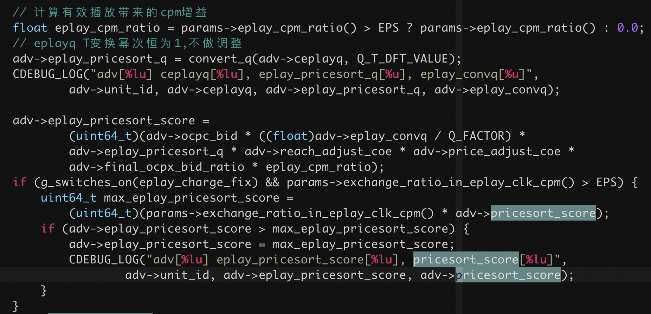 // 计算有效播放带来的cpm增益
float eplay_cpm_ratio = params->eplay_cpm_ratio() > EPS ? params->eplay_cpm_ratio() : 0.0;
// eplayq T变换幂次恒为1,不做调整
adv->eplay_pricesort_q = convert_q(adv->ceplayq, Q_T_DFT_VALUE);
CDEBUG_LOG("adv[%lu] ceplayq[%lu], eplay_pricesort_q[%u], eplay_convq[%u]",
adv->unit_id, adv->ceplayq, adv->eplay_pricesort_q, adv->eplay_convq);
adv->eplay_pricesort_score =
(uint64_t)(adv->ocpc_bid * ((float)adv->eplay_convq / Q_FACTOR) *
adv->eplay_pricesort_q * adv->reach_adjust_coe * adv->price_adjust_coe *
adv->final_ocpx_bid_ratio * eplay_cpm_ratio);
if (g_switches_on(eplay_charge_fix) && params->exchange_ratio_in_eplay_clk_cpm() > EPS) {
uint64_t max_eplay_pricesort_score =
(uint64_t)(params->exchange_ratio_in_eplay_clk_cpm() * adv->pricesort_score);
if (adv->eplay_pricesort_score > max_eplay_pricesort_score) {
adv->eplay_pricesort_score = max_eplay_pricesort_score;
CDEBUG_LOG("adv[%lu] eplay_pricesort_score[%lu], pricesort_score[%lu]",
adv->unit_id, adv->eplay_pricesort_score, adv->pricesort_score);
}
}